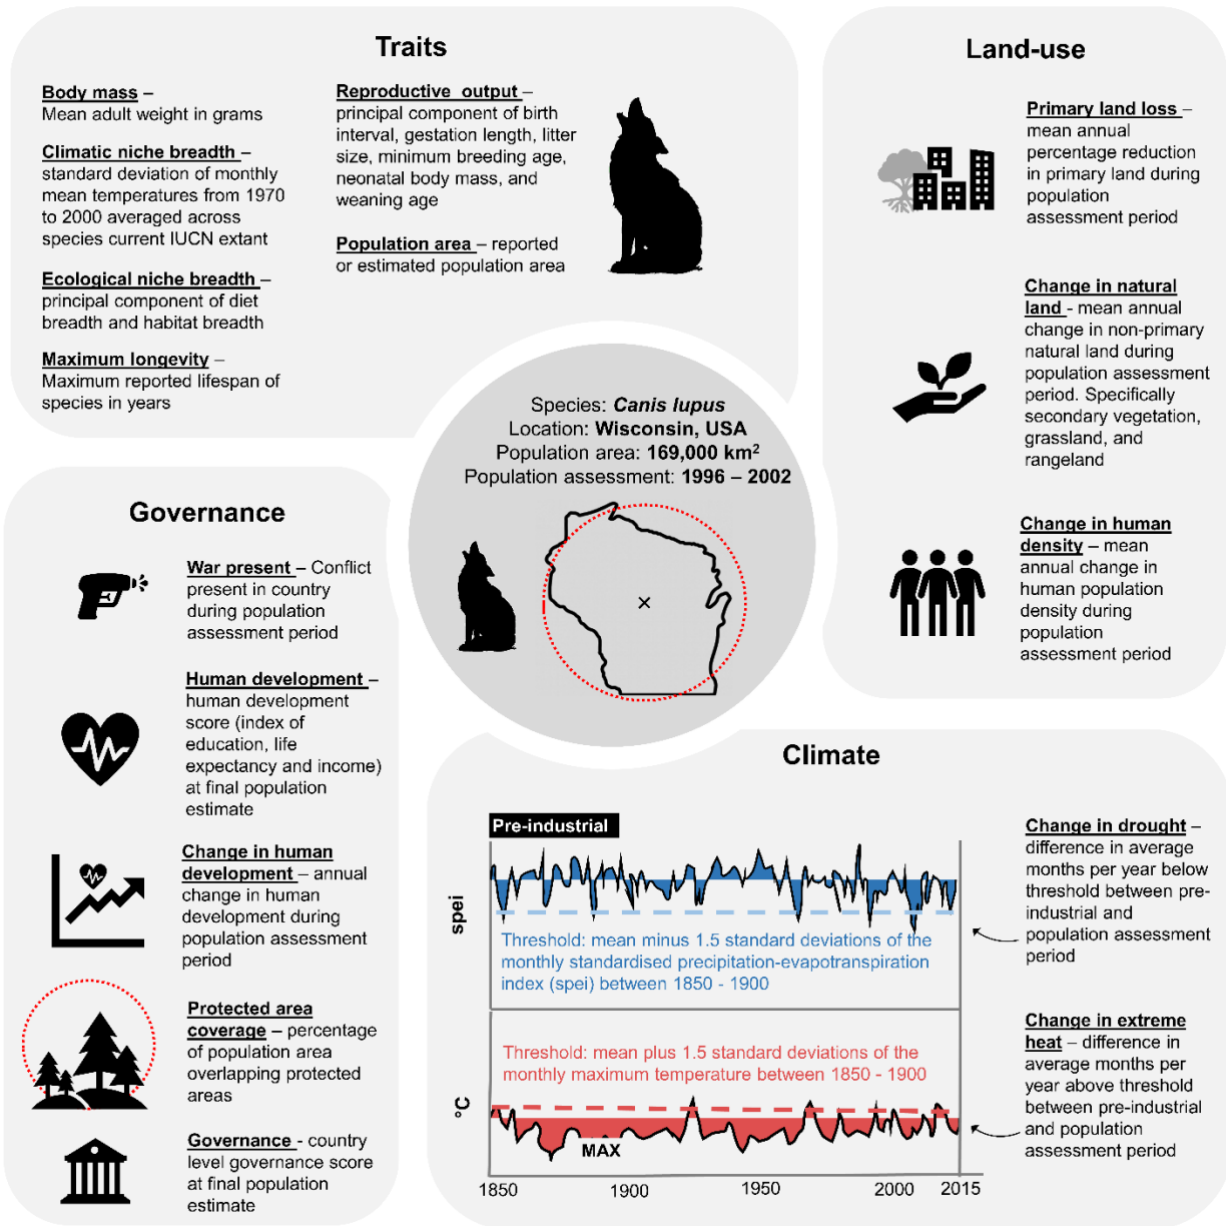 Traits
Body mass –
Mean adult weight in grams
Climatic niche breadth –
standard deviation of monthly
mean temperatures from 1970
to 2000 averaged across
species current IUCN extant
Ecological niche breadth –
principal component of diet
breadth and habitat breadth
Maximum longevity –
Maximum reported lifespan of
species in years
Reproductive output –
principal component of birth
interval, gestation length, litter
size, minimum breeding age,
neonatal body mass, and
weaning age
Population area – reported
or estimated population area
Land-use
Primary land loss –
mean annual
percentage reduction
in primary land during
population
assessment period
Change in natural
land - mean annual
change in non-primary
natural land during
population assessment
period. Specifically
secondary vegetation,
grassland, and
rangeland
Change in human
density – mean
annual change in
human population
density during
population
assessment period
Species: Canis lupus
Location: Wisconsin, USA
Population area: 169,000 km²
Population assessment: 1996 – 2002
Governance
War present – Conflict
present in country
during population
assessment period
Human development –
human development
score (index of
education, life
expectancy and income)
at final population
estimate
Change in human
development – annual
change in human
development during
population assessment
period
Protected area
coverage – percentage
of population area
overlapping protected
areas
Governance - country
level governance score
at final population
estimate
Climate
Pre-industrial
spei
Threshold: mean minus 1.5 standard deviations of the
monthly standardised precipitation-evapotranspiration
index (spei) between 1850 - 1900
°C
Threshold: mean plus 1.5 standard deviations of the
monthly maximum temperature between 1850 - 1900
MAX
1850 1900 1950 2000 2015
Change in drought –
difference in average
months per year below
threshold between pre-
industrial and
population assessment
period
Change in extreme
heat – difference in
average months per
year above threshold
between pre-industrial
and population
assessment period